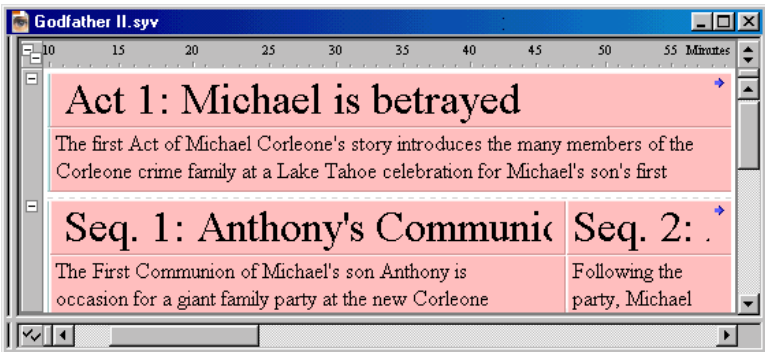 Godfather II.syv
10 15 20 25 30 35 40 45 50 55 Minutes
Act 1: Michael is betrayed
The first Act of Michael Corleone's story introduces the many members of the
Corleone crime family at a Lake Tahoe celebration for Michael's son's first
Seq. 1: Anthony's Communic
Seq. 2: .
The First Communion of Michael's son Anthony is
occasion for a giant family party at the new Corleone
Following the
party, Michael